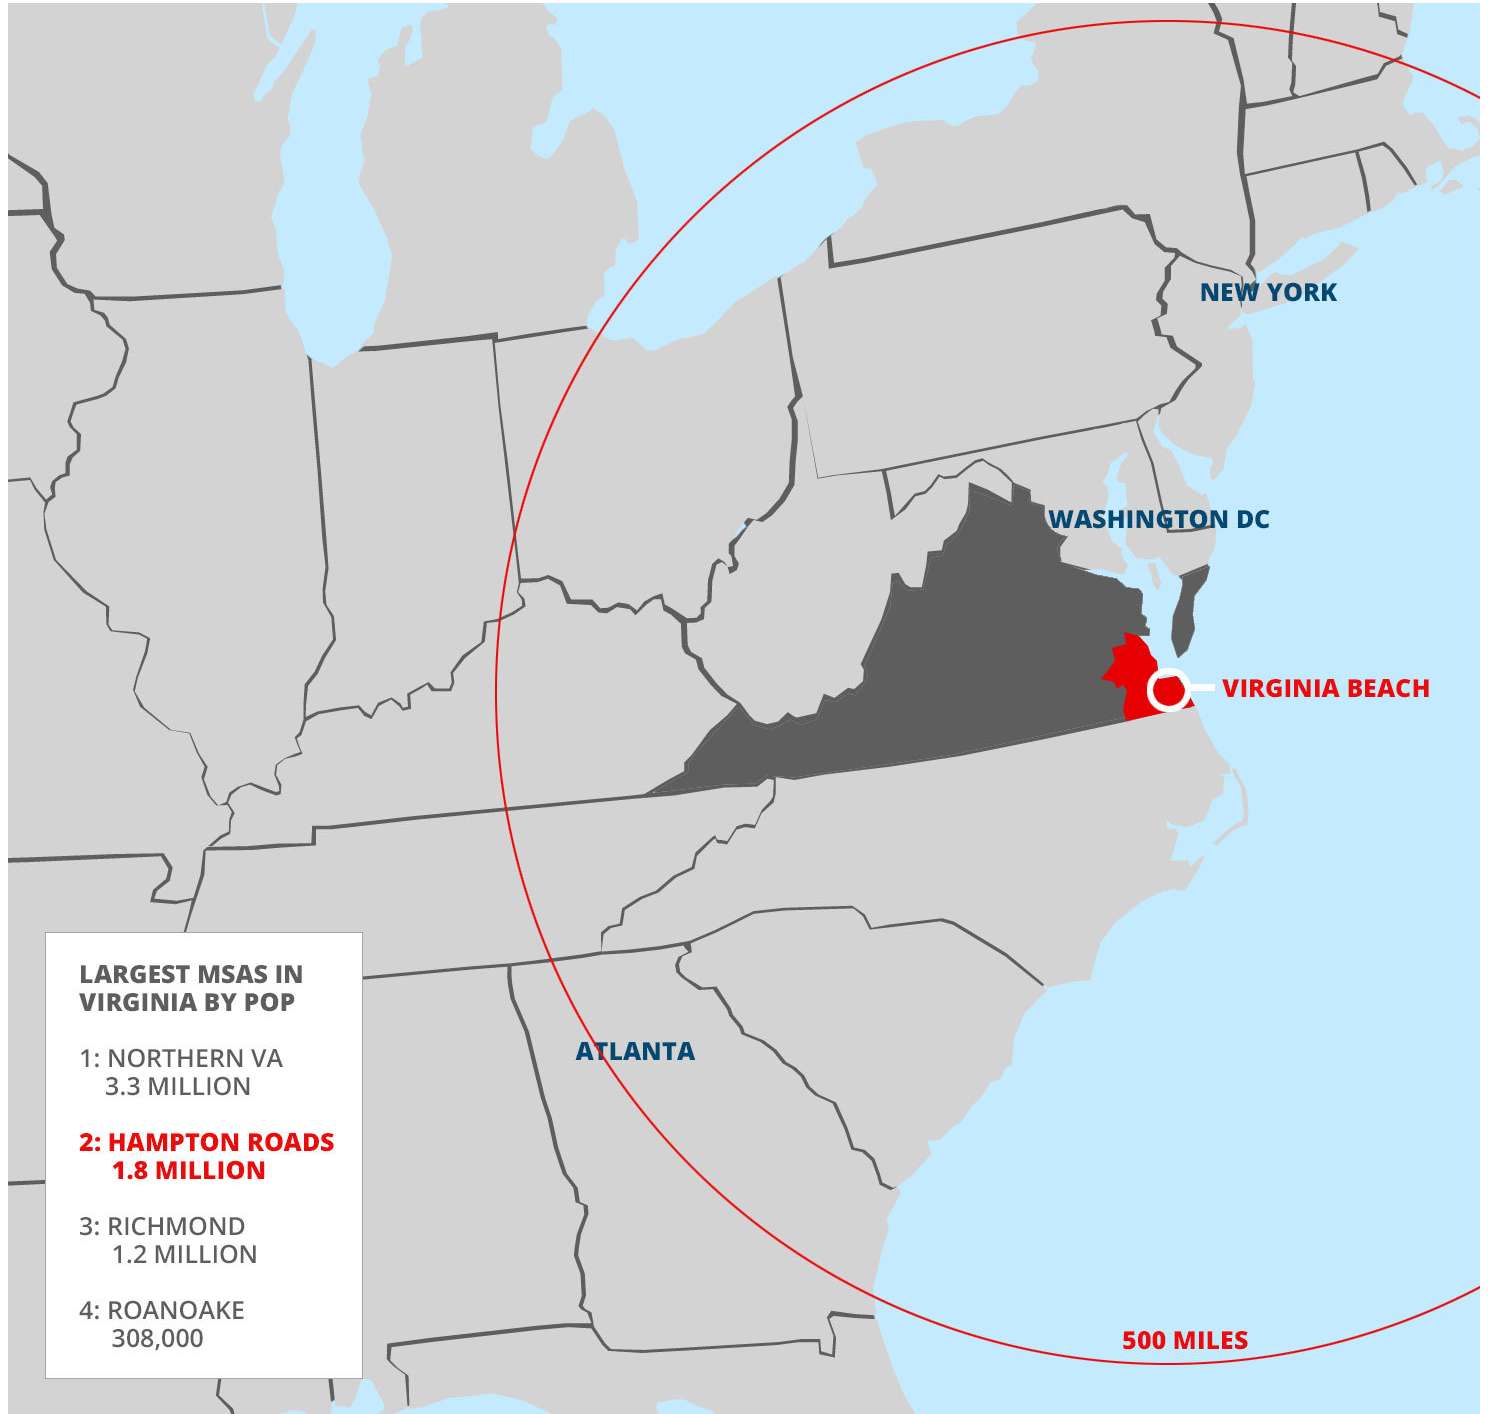 NEW YORK
WASHINGTON DC
VIRGINIA BEACH
LARGEST MSAS IN
VIRGINIA BY POP
1: NORTHERN VA
3.3 MILLION
2: HAMPTON ROADS
1.8 MILLION
3: RICHMOND
1.2 MILLION
4: ROANOAKE
308,000
ATLANTA
500 MILES